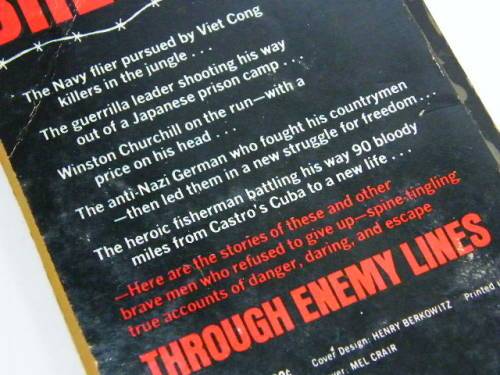 The Navy flier pursued by Viet Cong
killers in the jungle . . .
The guerrilla leader shooting his way
out of a Japanese prison camp . . .
Winston Churchill on the run—with a
price on his head . . .
The anti-Nazi German who fought his countrymen
—then led them in a new struggle for freedom . . .
The heroic fisherman battling his way 90 bloody
miles from Castro's Cuba to a new life . . .
—Here are the stories of these and other
brave men who refused to give up—spine-tingling
true accounts of danger, daring, and escape
THROUGH ENEMY LINES
Cover Design: HENRY BERKOWITZ Printed
MEL CRAIR